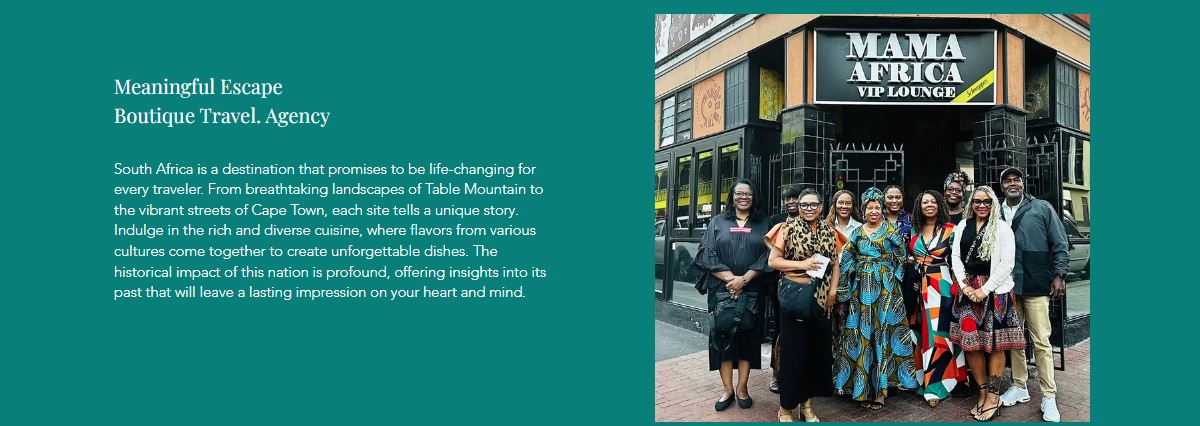 Meaningful Escape
Boutique Travel. Agency
South Africa is a destination that promises to be life-changing for
every traveler. From breathtaking landscapes of Table Mountain to
the vibrant streets of Cape Town, each site tells a unique story.
Indulge in the rich and diverse cuisine, where flavors from various
cultures come together to create unforgettable dishes. The
historical impact of this nation is profound, offering insights into its
past that will leave a lasting impression on your heart and mind.
MAMA
AFRICA
VIP LOUNGE
Schweppes